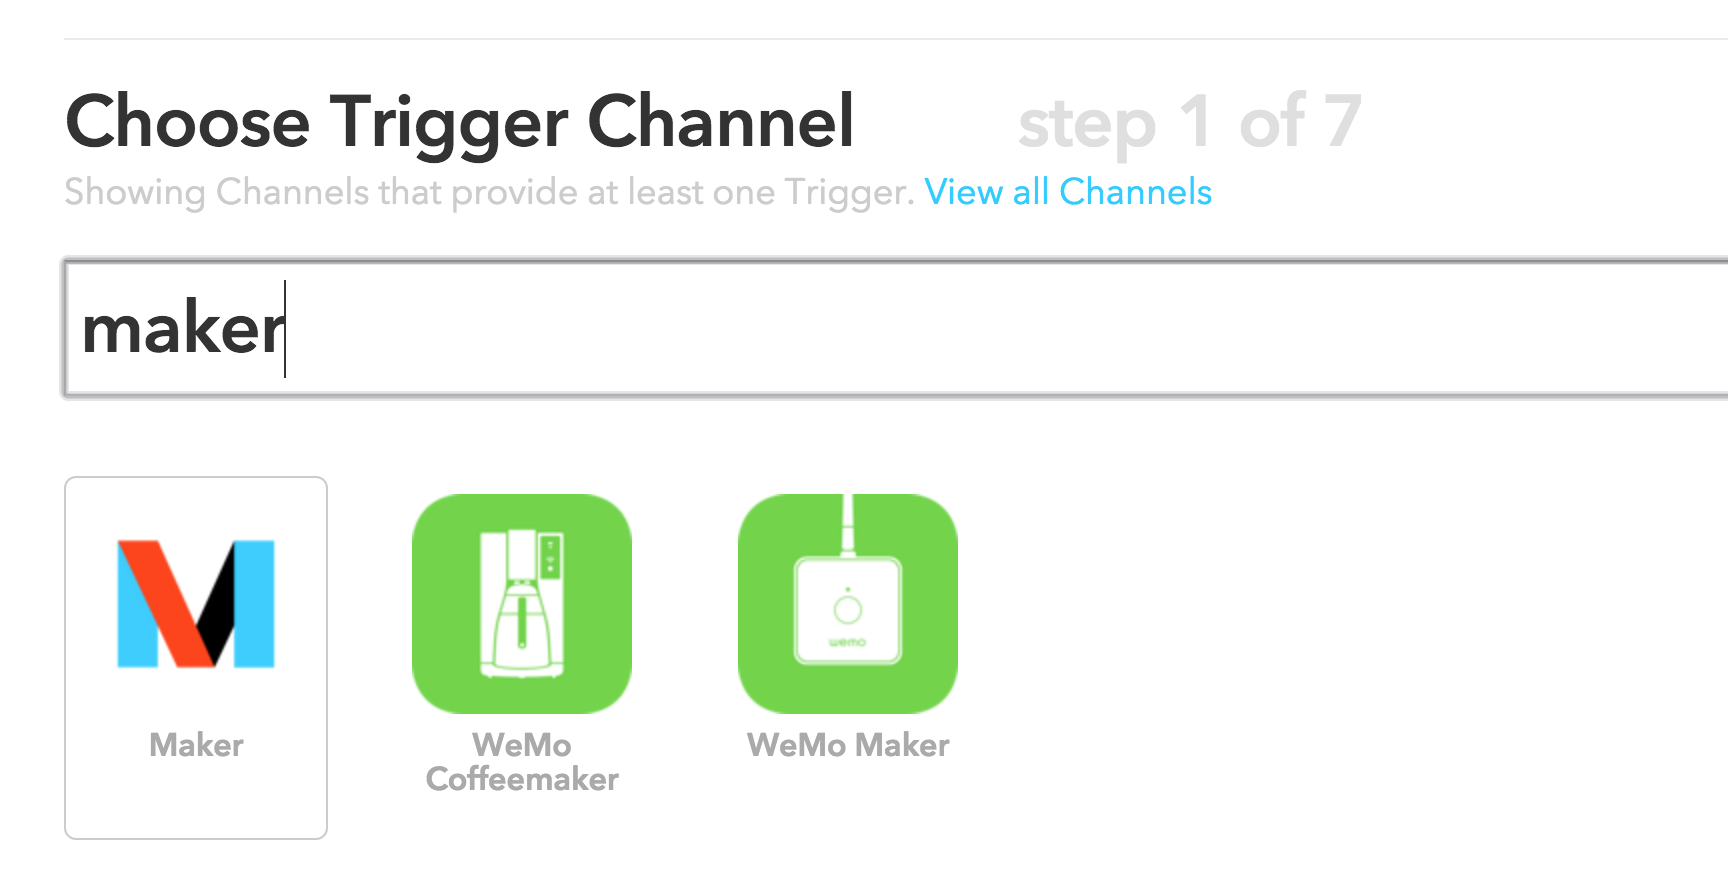 Choose Trigger Channel step 1 of 7
Showing Channels that provide at least one Trigger. View all Channels
maker
wemo
Maker
WeMo Coffeemaker
WeMo Maker